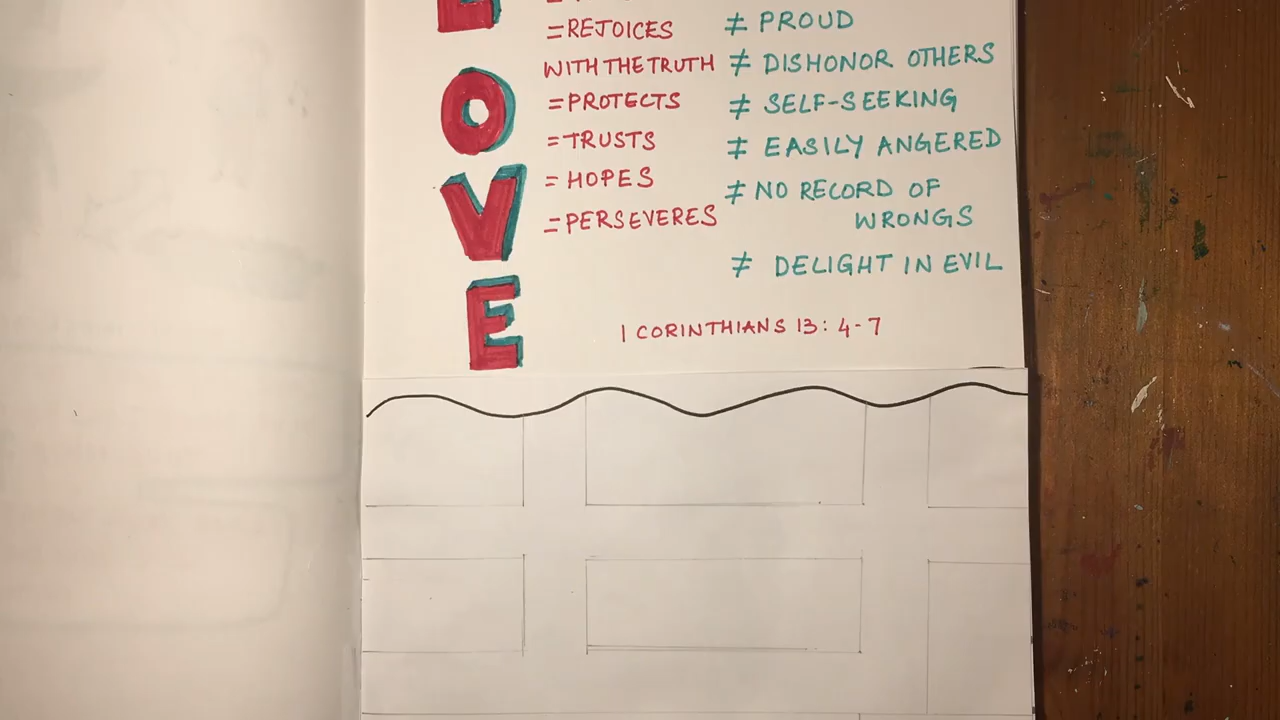 L
O
V
E
= REJOICES
WITH THE TRUTH
= PROTECTS
= TRUSTS
= HOPES
= PERSEVERES
≠ PROUD
≠ DISHONOR OTHERS
≠ SELF-SEEKING
≠ EASILY ANGERED
≠ NO RECORD OF
WRONGS
≠ DELIGHT IN EVIL
1 CORINTHIANS 13: 4-7